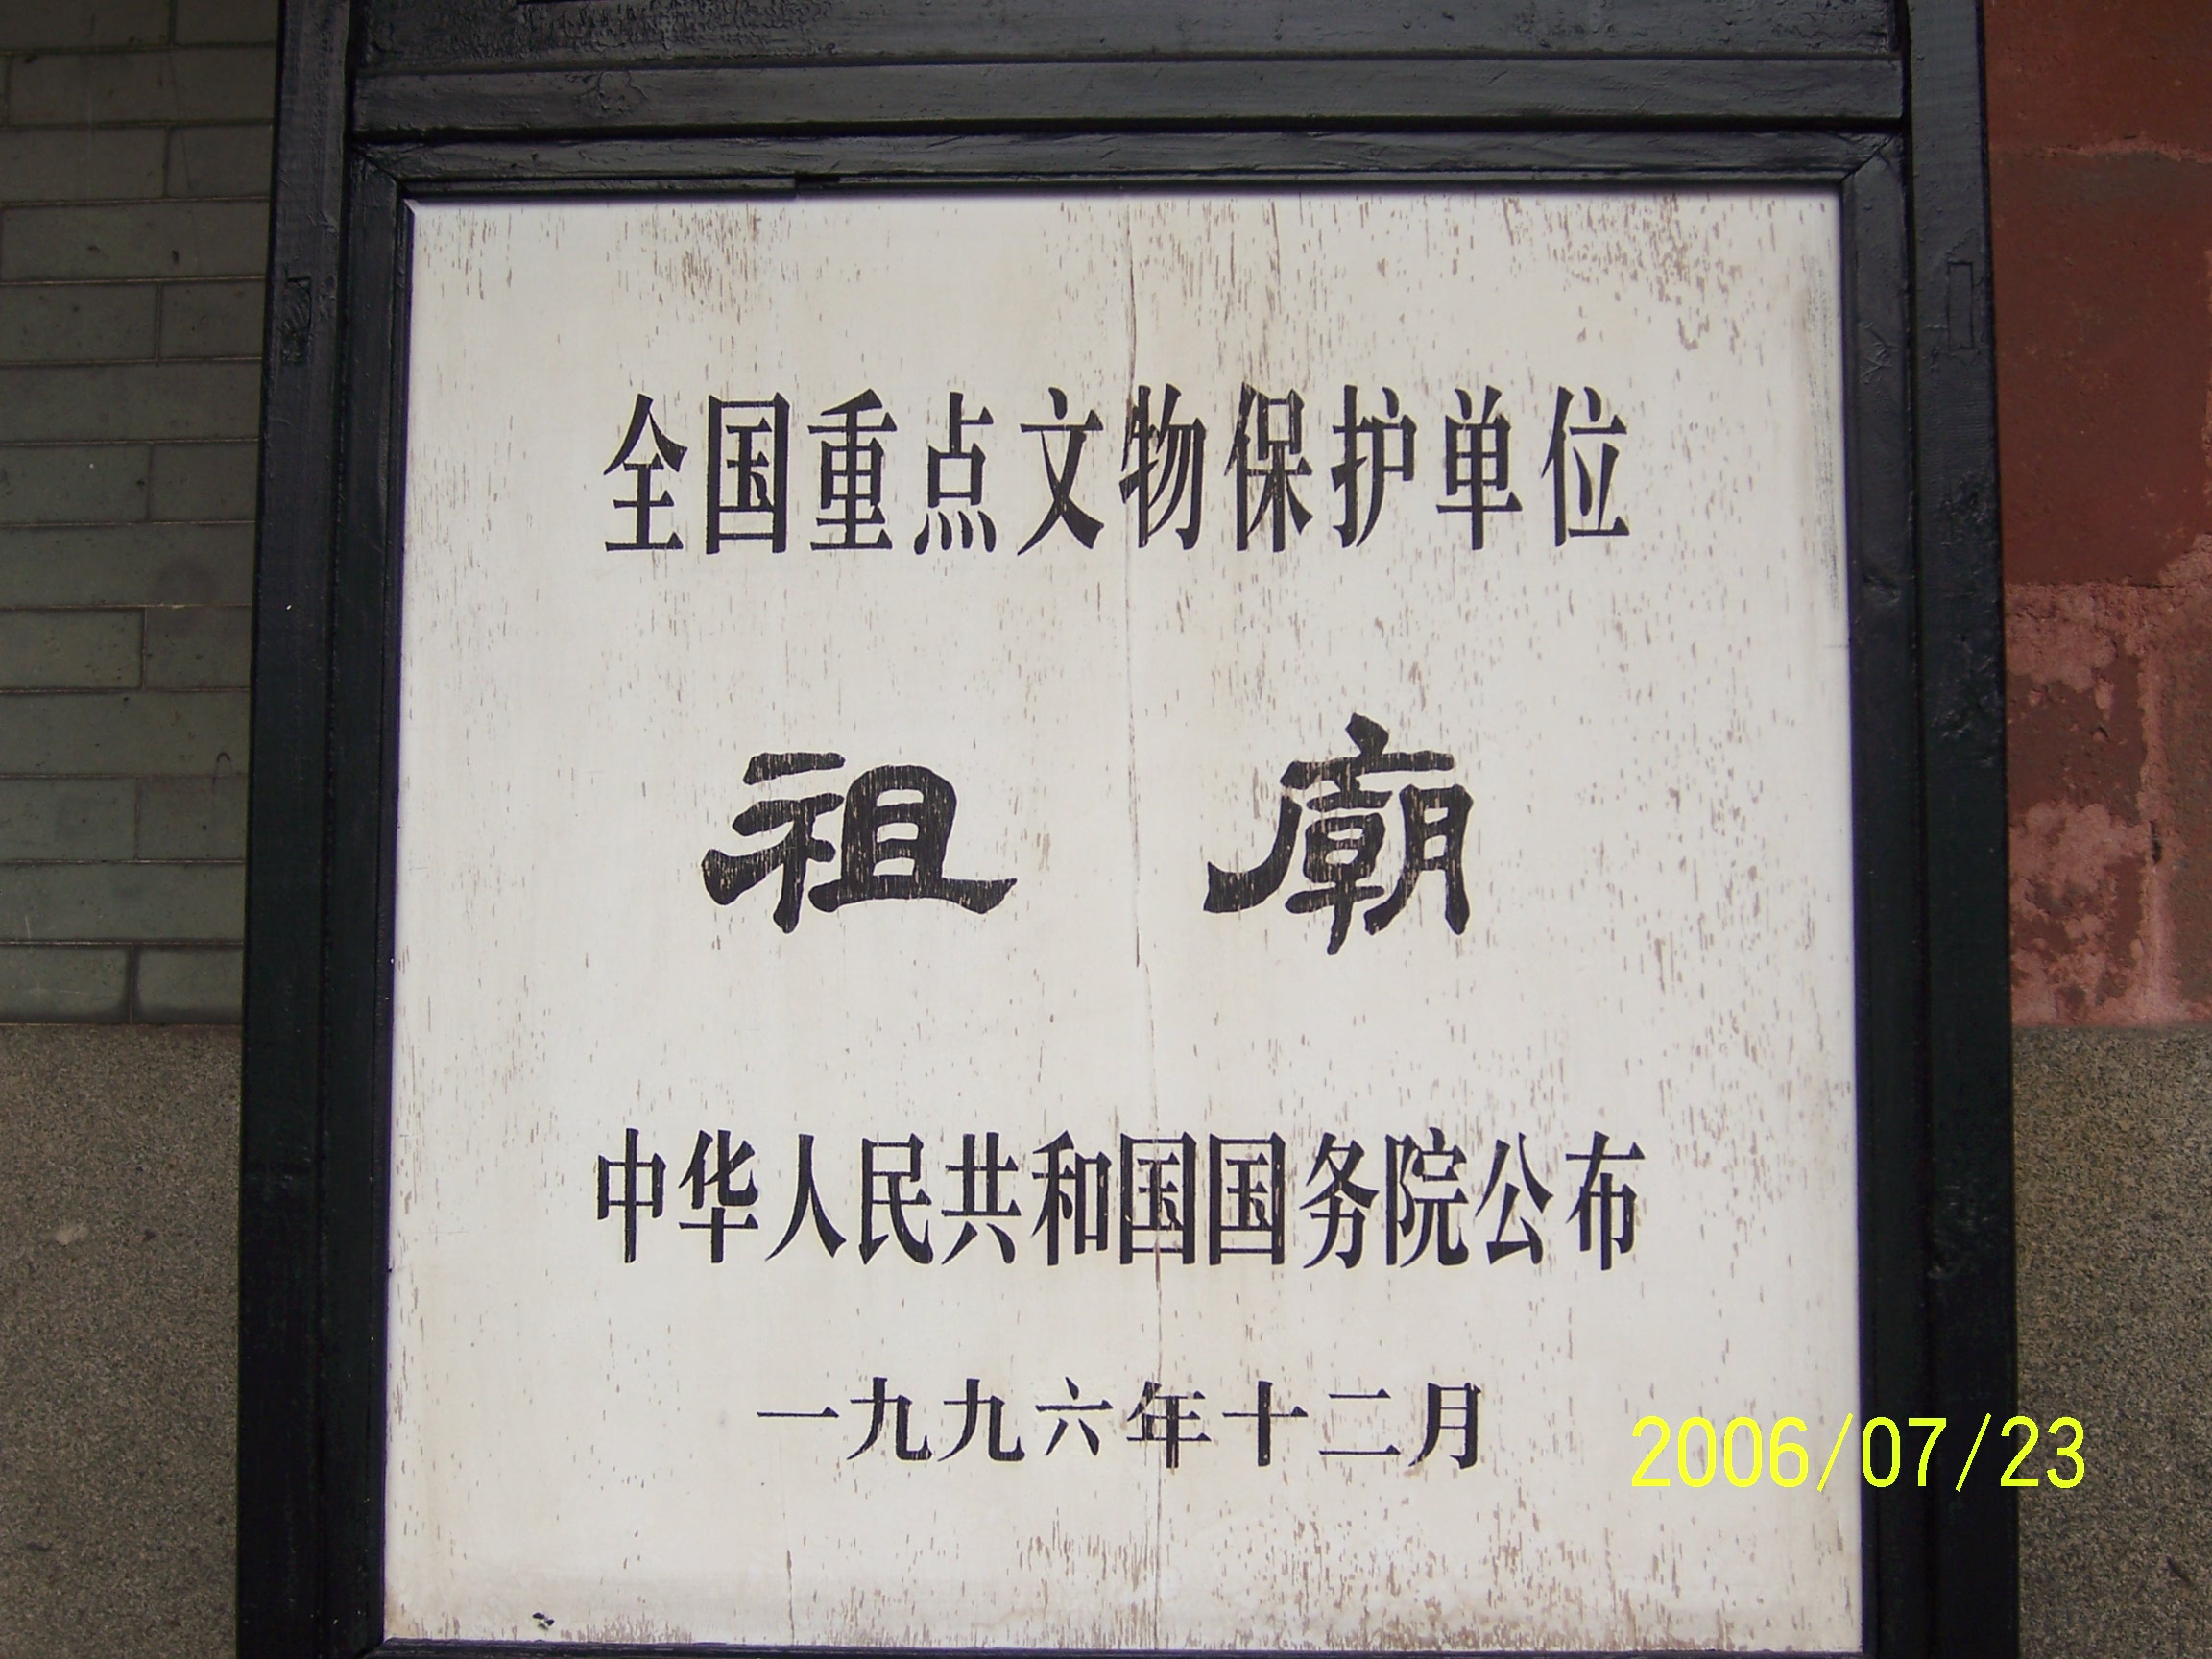 全国重点文物保护单位
祖廟
中华人民共和国国务院公布
一九九六年十二月
2006/07/23